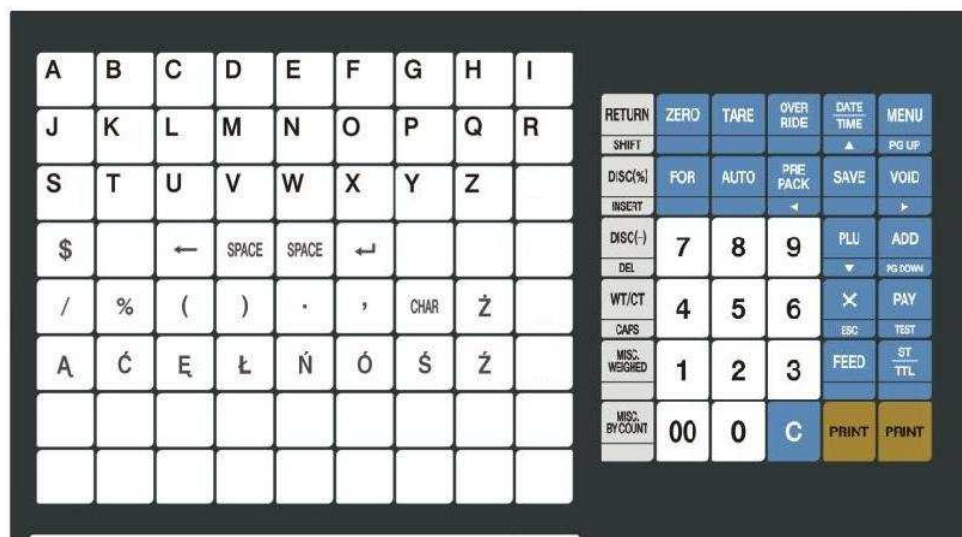 A B C D E F G H I
J K L M N O P Q R
S T U V W X Y Z
$ ← SPACE SPACE ↵
/ % ( ) . , CHAR Ż
Ą Ć Ę Ł Ń Ó Ś Ź
RETURN ZERO TARE OVER RIDE DATE TIME MENU
SHIFT ▲ PG UP
DISC(%) FOR AUTO PRE PACK SAVE VOID
INSERT ◄ ►
DISC(-) 7 8 9 PLU ADD
DEL ▼ PG DOWN
WT/CT 4 5 6 × PAY
CAPS ESC TEST
MISC. WEIGHED 1 2 3 FEED ST TTL
MISC. BY COUNT 00 0 C PRINT PRINT